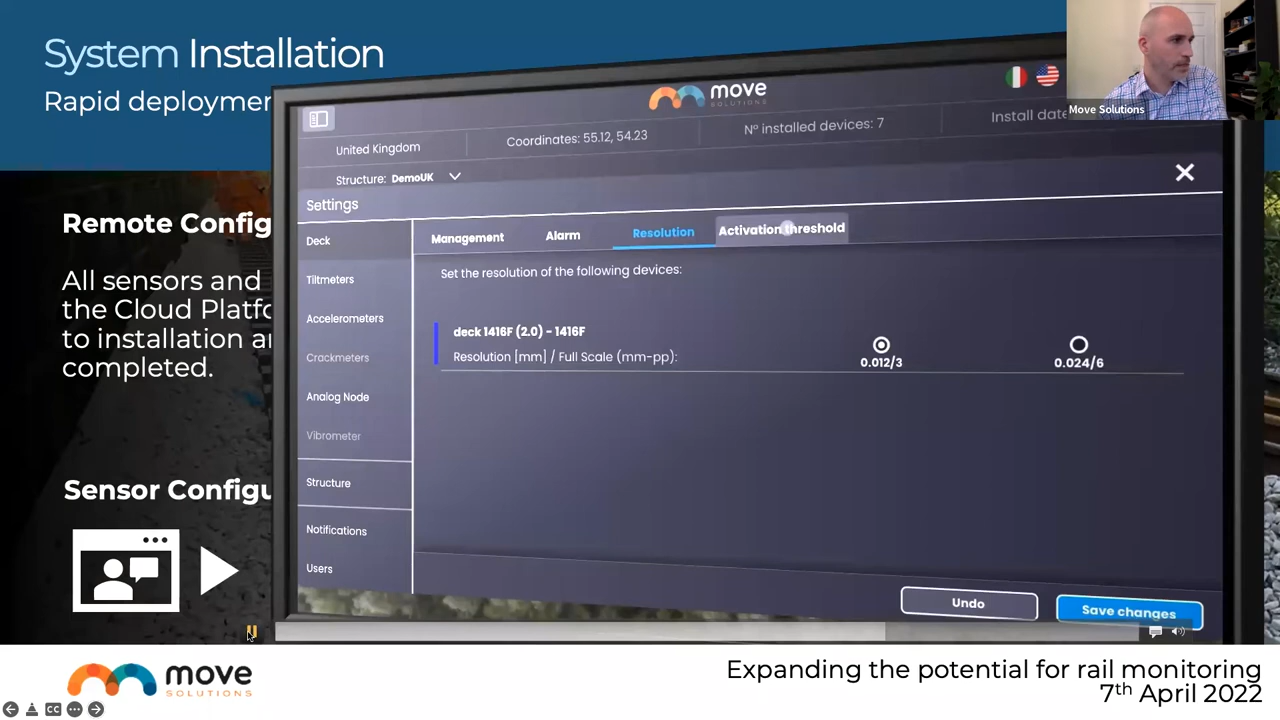 System Installation
Rapid deploymen
Move Solutions
move
SOLUTIONS
United Kingdom
Coordinates: 55.12, 54.23
N° installed devices: 7
Install date
Structure: DemoUK
Settings
Deck
Tiltmeters
Accelerometers
Crackmeters
Analog Node
Vibrometer
Structure
Notifications
Users
Management
Alarm
Resolution
Activation threshold
Set the resolution of the following devices:
deck 1416F (2.0) - 1416F
Resolution [mm] / Full Scale (mm-pp):
0.012/3
0.024/6
Undo
Save changes
Remote Config
All sensors and
the Cloud Platfo
to installation a
completed.
Sensor Configu
move
SOLUTIONS
Expanding the potential for rail monitoring
7th April 2022
CC